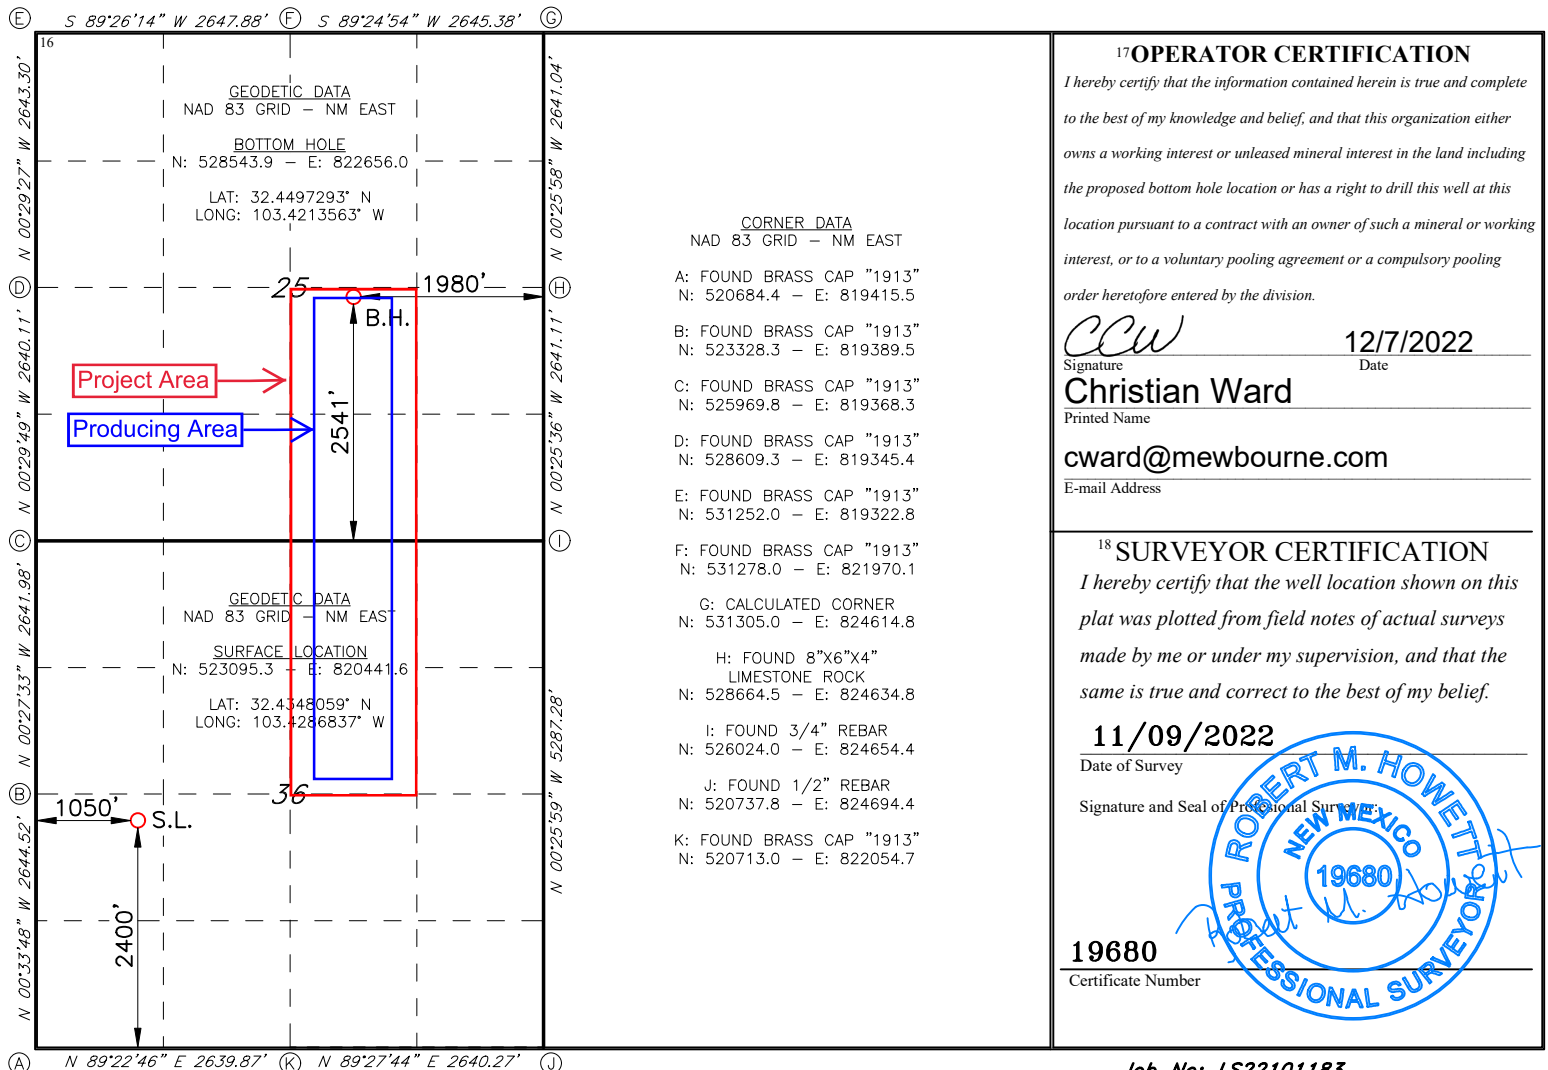 E S 89°26'14" W 2647.88' F S 89°24'54" W 2645.38' G
16
N 00°29'27" W 2643.30'
GEODETIC DATA
NAD 83 GRID – NM EAST
BOTTOM HOLE
N: 528543.9 – E: 822656.0
LAT: 32.4497293° N
LONG: 103.4213563° W
N 00°25'58" W 2641.04'
D
25
1980'
H
B.H.
N 00°29'49" W 2640.11'
Project Area
Producing Area
2541'
N 00°25'36" W 2641.11'
C
I
N 00°27'33" W 2641.98'
GEODETIC DATA
NAD 83 GRID – NM EAST
SURFACE LOCATION
N: 523095.3 – E: 820441.6
LAT: 32.4348059° N
LONG: 103.4286837° W
N 00°25'59" W 5287.28'
B
36
1050'
S.L.
N 00°33'48" W 2644.52'
2400'
A N 89°22'46" E 2639.87' K N 89°27'44" E 2640.27' J
CORNER DATA
NAD 83 GRID – NM EAST
A: FOUND BRASS CAP "1913"
N: 520684.4 – E: 819415.5
B: FOUND BRASS CAP "1913"
N: 523328.3 – E: 819389.5
C: FOUND BRASS CAP "1913"
N: 525969.8 – E: 819368.3
D: FOUND BRASS CAP "1913"
N: 528609.3 – E: 819345.4
E: FOUND BRASS CAP "1913"
N: 531252.0 – E: 819322.8
F: FOUND BRASS CAP "1913"
N: 531278.0 – E: 821970.1
G: CALCULATED CORNER
N: 531305.0 – E: 824614.8
H: FOUND 8"X6"X4"
LIMESTONE ROCK
N: 528664.5 – E: 824634.8
I: FOUND 3/4" REBAR
N: 526024.0 – E: 824654.4
J: FOUND 1/2" REBAR
N: 520737.8 – E: 824694.4
K: FOUND BRASS CAP "1913"
N: 520713.0 – E: 822054.7
17 OPERATOR CERTIFICATION
I hereby certify that the information contained herein is true and complete
to the best of my knowledge and belief, and that this organization either
owns a working interest or unleased mineral interest in the land including
the proposed bottom hole location or has a right to drill this well at this
location pursuant to a contract with an owner of such a mineral or working
interest, or to a voluntary pooling agreement or a compulsory pooling
order heretofore entered by the division.
CCW 12/7/2022
Signature Date
Christian Ward
Printed Name
cward@mewbourne.com
E-mail Address
18 SURVEYOR CERTIFICATION
I hereby certify that the well location shown on this
plat was plotted from field notes of actual surveys
made by me or under my supervision, and that the
same is true and correct to the best of my belief.
11/09/2022
Date of Survey
Signature and Seal of Profesional Surveyor:
ROBERT M. HOWETT
NEW MEXICO
19680
PROFESSIONAL SURVEYOR
Robert M. Howett
19680
Certificate Number
Job No: LS22101183